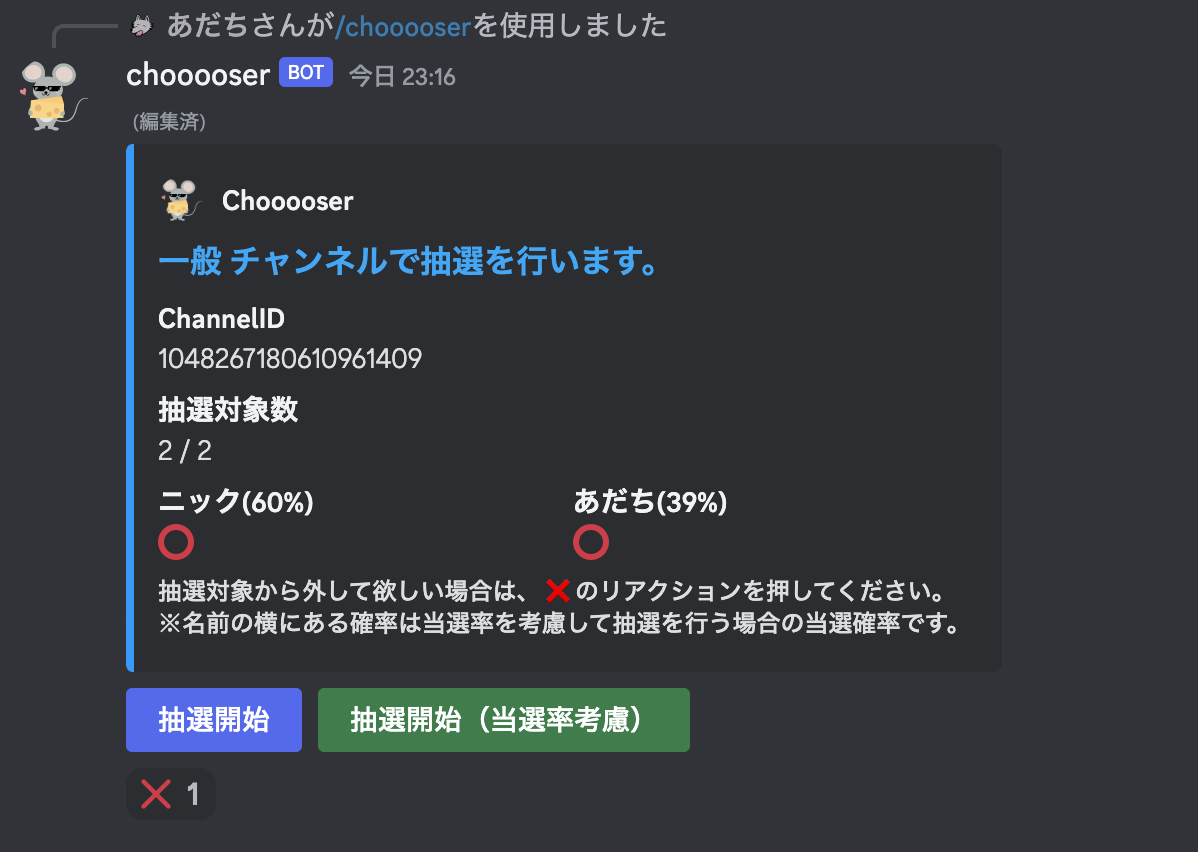 あだちさんが/chooooserを使用しました
chooooser BOT 今日 23:16
(編集済)
Chooooser
一般 チャンネルで抽選を行います。
ChannelID
1048267180610961409
抽選対象数
2 / 2
ニック(60%) あだち(39%)
⭕ ⭕
抽選対象から外して欲しい場合は、❌のリアクションを押してください。
※名前の横にある確率は当選率を考慮して抽選を行う場合の当選確率です。
抽選開始 抽選開始（当選率考慮）
❌ 1